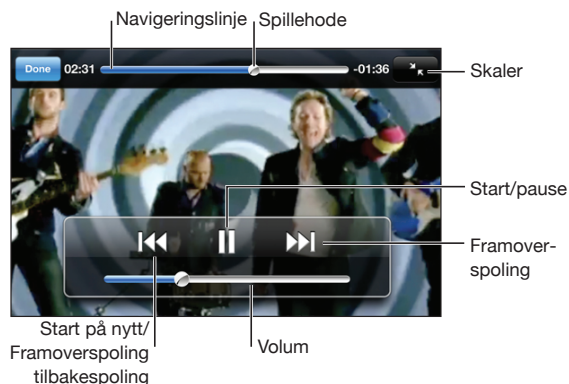 Navigeringslinje
Spillehode
Done
02:31
-01:36
Skaler
Start/pause
Framover-
spoling
Start på nytt/
Framoverspoling
tilbakespoling
Volum